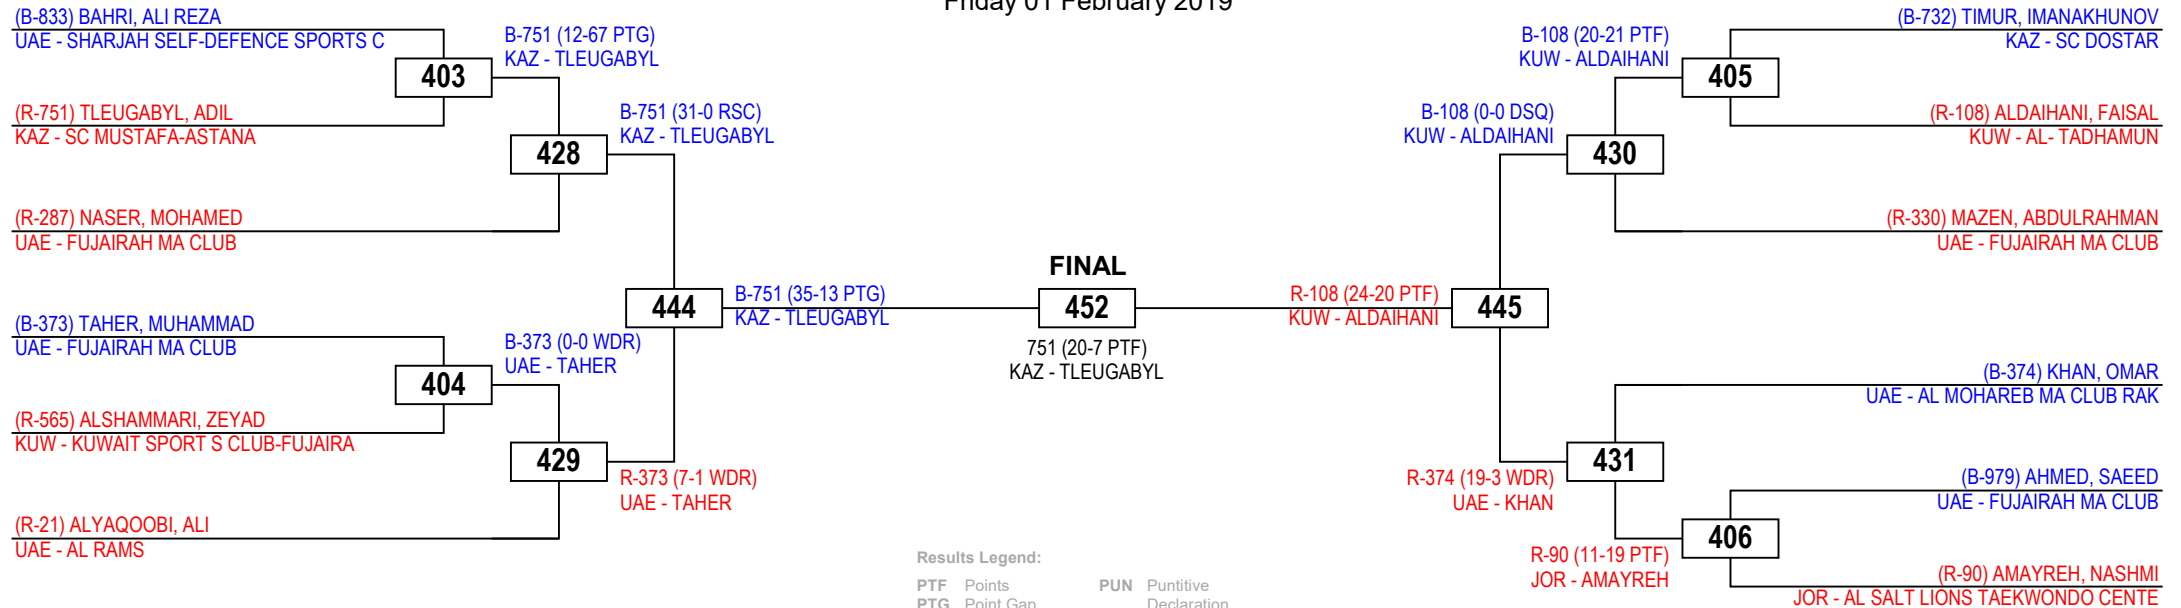 Friday 01 February 2019
(B-833) BAHRI, ALI REZA
UAE - SHARJAH SELF-DEFENCE SPORTS C
403
(R-751) TLEUGABYL, ADIL
KAZ - SC MUSTAFA-ASTANA
B-751 (12-67 PTG)
KAZ - TLEUGABYL
428
B-751 (31-0 RSC)
KAZ - TLEUGABYL
(R-287) NASER, MOHAMED
UAE - FUJAIRAH MA CLUB
444
B-751 (35-13 PTG)
KAZ - TLEUGABYL
(B-373) TAHER, MUHAMMAD
UAE - FUJAIRAH MA CLUB
404
B-373 (0-0 WDR)
UAE - TAHER
(R-565) ALSHAMMARI, ZEYAD
KUW - KUWAIT SPORT S CLUB-FUJAIRA
429
R-373 (7-1 WDR)
UAE - TAHER
(R-21) ALYAQOOBI, ALI
UAE - AL RAMS
FINAL
452
751 (20-7 PTF)
KAZ - TLEUGABYL
(B-732) TIMUR, IMANAKHUNOV
KAZ - SC DOSTAR
B-108 (20-21 PTF)
KUW - ALDAIHANI
405
(R-108) ALDAIHANI, FAISAL
KUW - AL- TADHAMUN
B-108 (0-0 DSQ)
KUW - ALDAIHANI
430
(R-330) MAZEN, ABDULRAHMAN
UAE - FUJAIRAH MA CLUB
R-108 (24-20 PTF)
KUW - ALDAIHANI
445
(B-374) KHAN, OMAR
UAE - AL MOHAREB MA CLUB RAK
R-374 (19-3 WDR)
UAE - KHAN
431
(B-979) AHMED, SAEED
UAE - FUJAIRAH MA CLUB
406
R-90 (11-19 PTF)
JOR - AMAYREH
(R-90) AMAYREH, NASHMI
JOR - AL SALT LIONS TAEKWONDO CENTE
Results Legend:
PTF Points PUN Puntitive
PTG Point Gap Declaration